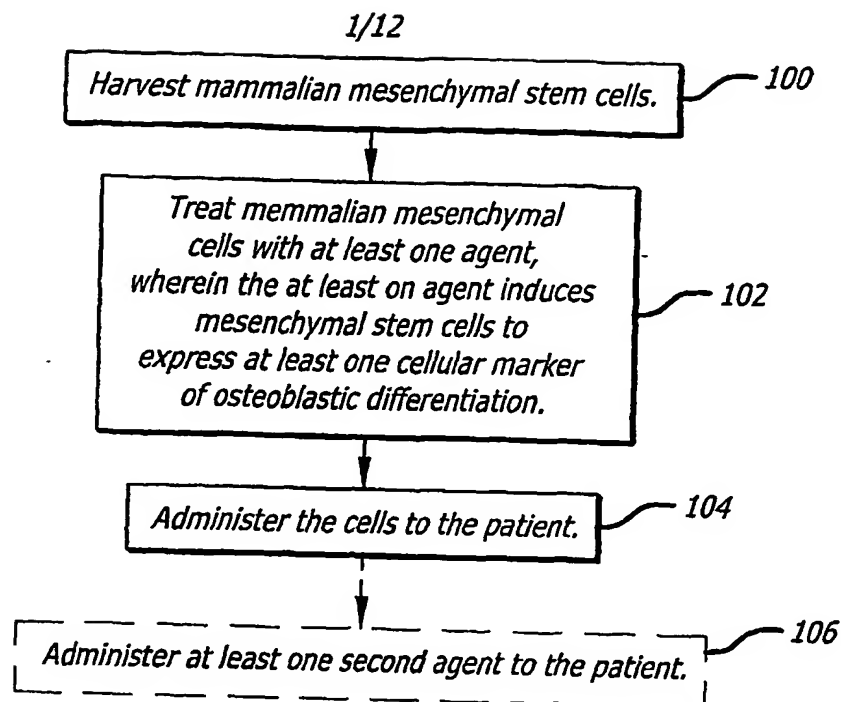 1/12
Harvest mammalian mesenchymal stem cells.
100
Treat memmalian mesenchymal
cells with at least one agent,
wherein the at least on agent induces
mesenchymal stem cells to
express at least one cellular marker
of osteoblastic differentiation.
102
Administer the cells to the patient.
104
Administer at least one second agent to the patient.
106